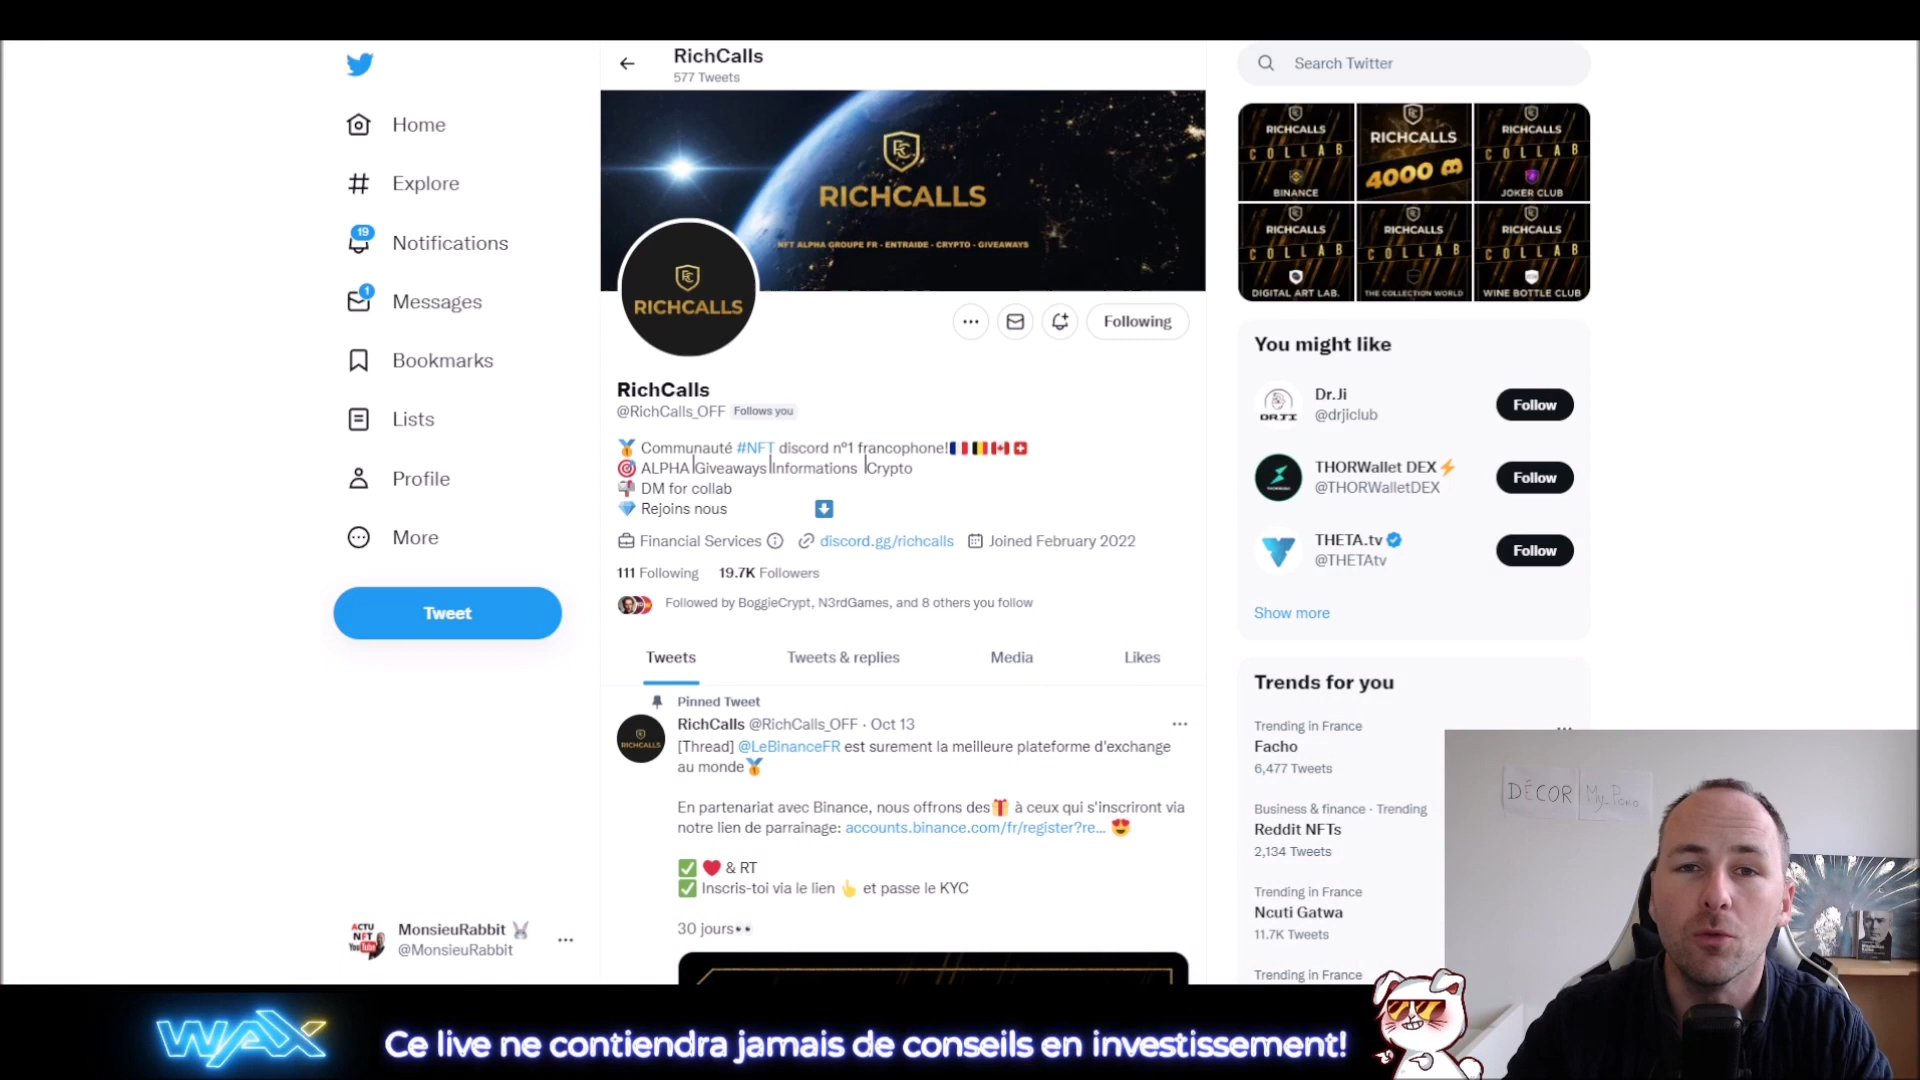 RichCalls
577 Tweets
Search Twitter
Home
Explore
19
Notifications
1
Messages
Bookmarks
Lists
Profile
More
Tweet
MonsieuRabbit
@MonsieuRabbit
ACTU
NFT
YouTube
RICHCALLS
NFT ALPHA GROUPE FR - ENTRAIDE - CRYPTO - GIVEAWAYS
RICHCALLS
Following
RichCalls
@RichCalls_OFF Follows you
Communauté #NFT discord n°1 francophone!
ALPHA|Giveaways|Informations |Crypto
DM for collab
Rejoins nous
Financial Services discord.gg/richcalls Joined February 2022
111 Following 19.7K Followers
Followed by BoggieCrypt, N3rdGames, and 8 others you follow
Tweets Tweets & replies Media Likes
Pinned Tweet
RICHCALLS
RichCalls @RichCalls_OFF · Oct 13
[Thread] @LeBinanceFR est surement la meilleure plateforme d'exchange
au monde
En partenariat avec Binance, nous offrons des à ceux qui s'inscriront via
notre lien de parrainage: accounts.binance.com/fr/register?re...
& RT
Inscris-toi via le lien et passe le KYC
30 jours
RICHCALLS
COLLAB
BINANCE
RICHCALLS
4000
RICHCALLS
COLLAB
JOKER CLUB
RICHCALLS
COLLAB
DIGITAL ART LAB.
RICHCALLS
COLLAB
THE COLLECTION WORLD
RICHCALLS
COLLAB
WINE BOTTLE CLUB
You might like
DR.JI
Dr.Ji
@drjiclub
Follow
THORWallet DEX
@THORWalletDEX
Follow
THETA.tv
@THETAtv
Follow
Show more
Trends for you
Trending in France
Facho
6,477 Tweets
Business & finance · Trending
Reddit NFTs
2,134 Tweets
Trending in France
Ncuti Gatwa
11.7K Tweets
Trending in France
DÉCOR
WAX
Ce live ne contiendra jamais de conseils en investissement!